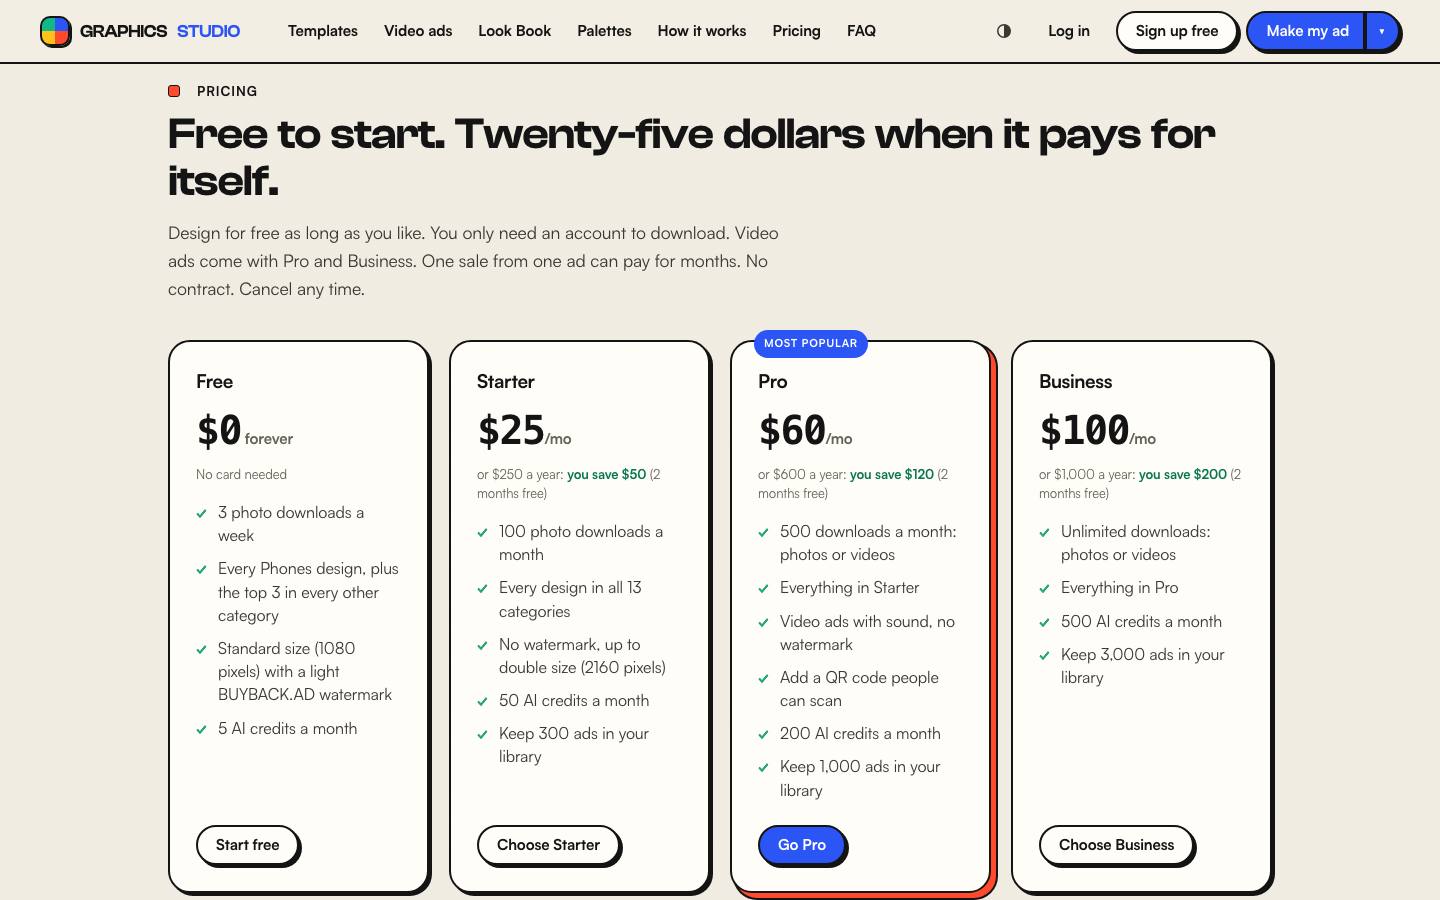 GRAPHICS STUDIO
Templates
Video ads
Look Book
Palettes
How it works
Pricing
FAQ
Log in
Sign up free
Make my ad
PRICING
Free to start. Twenty-five dollars when it pays for
itself.
Design for free as long as you like. You only need an account to download. Video
ads come with Pro and Business. One sale from one ad can pay for months. No
contract. Cancel any time.
Free
$0 forever
No card needed
3 photo downloads a
week
Every Phones design, plus
the top 3 in every other
category
Standard size (1080
pixels) with a light
BUYBACK.AD watermark
5 AI credits a month
Start free
Starter
$25/mo
or $250 a year: you save $50 (2
months free)
100 photo downloads a
month
Every design in all 13
categories
No watermark, up to
double size (2160 pixels)
50 AI credits a month
Keep 300 ads in your
library
Choose Starter
MOST POPULAR
Pro
$60/mo
or $600 a year: you save $120 (2
months free)
500 downloads a month:
photos or videos
Everything in Starter
Video ads with sound, no
watermark
Add a QR code people
can scan
200 AI credits a month
Keep 1,000 ads in your
library
Go Pro
Business
$100/mo
or $1,000 a year: you save $200 (2
months free)
Unlimited downloads:
photos or videos
Everything in Pro
500 AI credits a month
Keep 3,000 ads in your
library
Choose Business